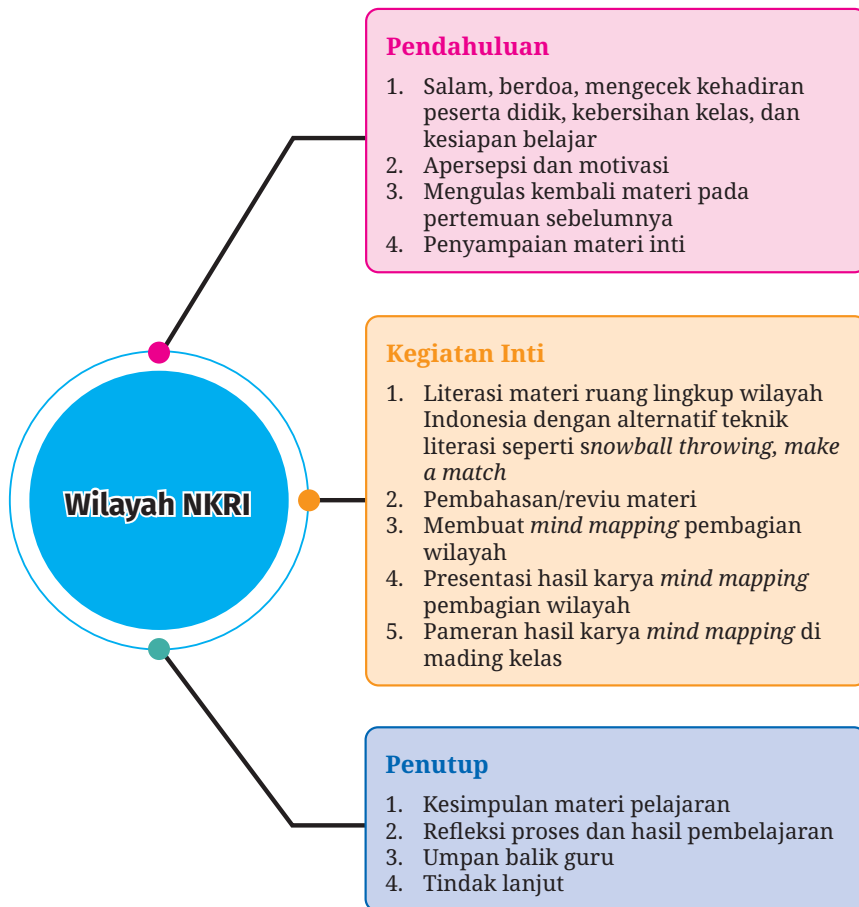 Pendahuluan
1. Salam, berdoa, mengecek kehadiran
peserta didik, kebersihan kelas, dan
kesiapan belajar
2. Apersepsi dan motivasi
3. Mengulas kembali materi pada
pertemuan sebelumnya
4. Penyampaian materi inti
Wilayah NKRI
Kegiatan Inti
1. Literasi materi ruang lingkup wilayah
Indonesia dengan alternatif teknik
literasi seperti snowball throwing, make
a match
2. Pembahasan/reviu materi
3. Membuat mind mapping pembagian
wilayah
4. Presentasi hasil karya mind mapping
pembagian wilayah
5. Pameran hasil karya mind mapping di
mading kelas
Penutup
1. Kesimpulan materi pelajaran
2. Refleksi proses dan hasil pembelajaran
3. Umpan balik guru
4. Tindak lanjut